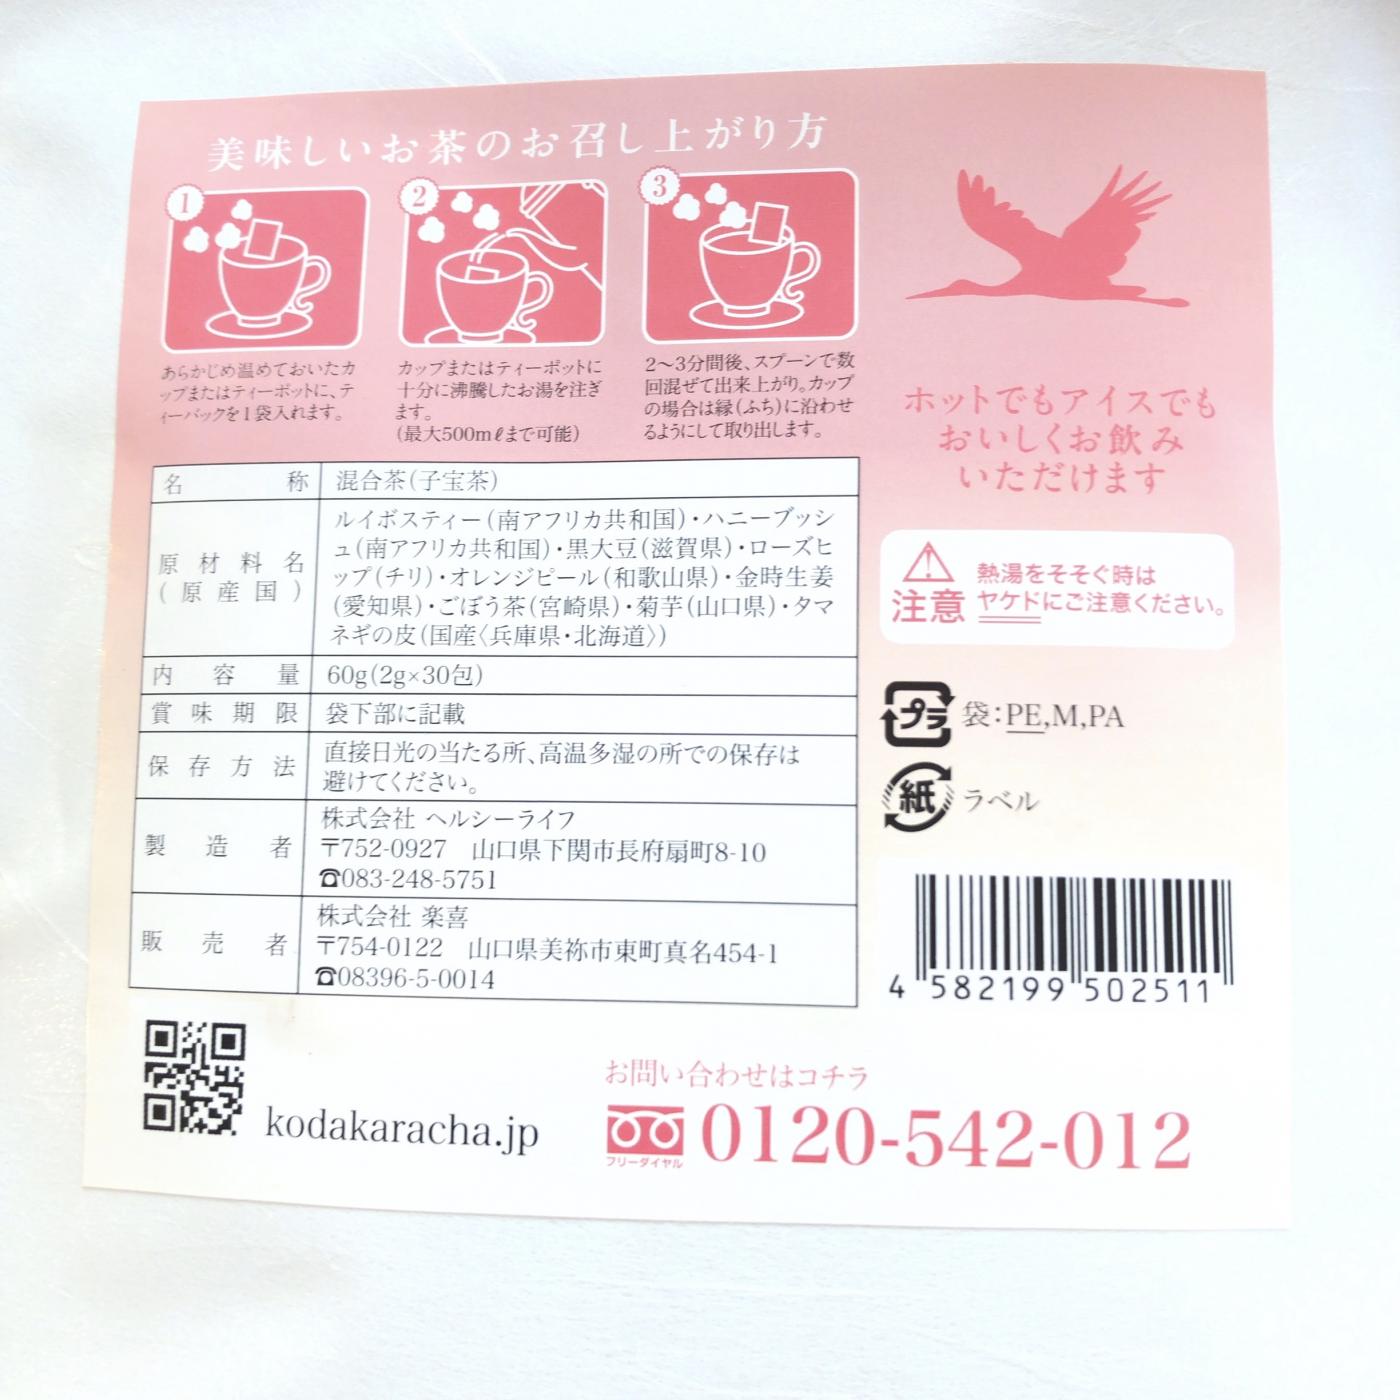 美味しいお茶のお召し上がり方
1
あらかじめ温めておいたカ
ップまたはティーポットに、テ
ィーバックを1袋入れます。
2
カップまたはティーポットに
十分に沸騰したお湯を注ぎ
ます。
(最大500mℓまで可能)
3
2〜3分間後、スプーンで数
回混ぜて出来上がり。カップ
の場合は縁(ふち)に沿わせ
るようにして取り出します。
ホットでもアイスでも
おいしくお飲み
いただけます
名称 混合茶(子宝茶)
原材料名
(原産国)
ルイボスティー(南アフリカ共和国)・ハニーブッシ
ュ(南アフリカ共和国)・黒大豆(滋賀県)・ローズヒ
ップ(チリ)・オレンジピール(和歌山県)・金時生姜
(愛知県)・ごぼう茶(宮崎県)・菊芋(山口県)・タマ
ネギの皮(国産〈兵庫県・北海道〉)
内容量 60g(2g×30包)
賞味期限 袋下部に記載
保存方法
直接日光の当たる所、高温多湿の所での保存は
避けてください。
製造者
株式会社 ヘルシーライフ
〒752-0927 山口県下関市長府扇町8-10
☎083-248-5751
販売者
株式会社 楽喜
〒754-0122 山口県美祢市東町真名454-1
☎08396-5-0014
注意
熱湯をそそぐ時は
ヤケドにご注意ください。
プラ 袋:PE,M,PA
紙 ラベル
4 582199 502511
kodakaracha.jp
お問い合わせはコチラ
フリーダイヤル
0120-542-012